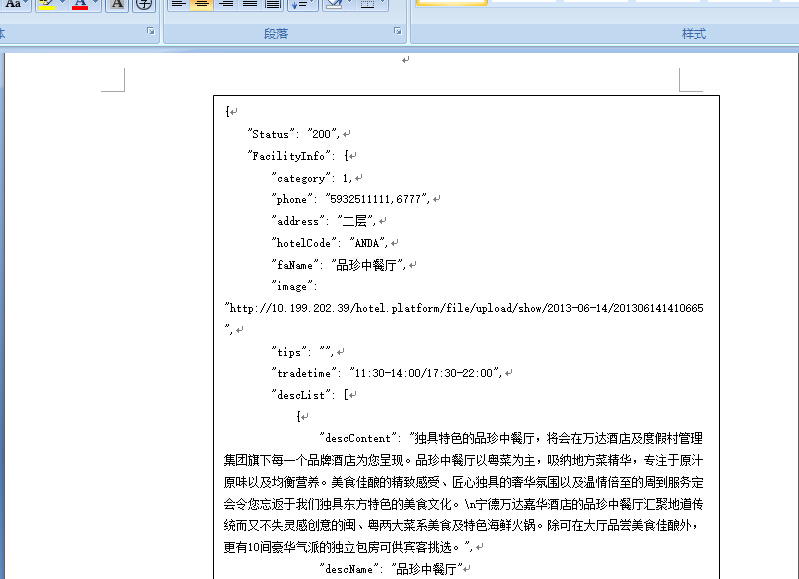 Aa A A 字
体 段落 样式
{
"Status": "200",
"FacilityInfo": {
"category": 1,
"phone": "5932511111,6777",
"address": "二层",
"hotelCode": "ANDA",
"faName": "品珍中餐厅",
"image":
"http://10.199.202.39/hotel.platform/file/upload/show/2013-06-14/201306141410665
",
"tips": "",
"tradetime": "11:30-14:00/17:30-22:00",
"descList": [
{
"descContent": "独具特色的品珍中餐厅，将会在万达酒店及度假村管理
集团旗下每一个品牌酒店为您呈现。品珍中餐厅以粤菜为主，吸纳地方菜精华，专注于原汁
原味以及均衡营养。美食佳酿的精致感受、匠心独具的奢华氛围以及温情倍至的周到服务定
会令您忘返于我们独具东方特色的美食文化。\n宁德万达嘉华酒店的品珍中餐厅汇聚地道传
统而又不失灵感创意的闽、粤两大菜系美食及特色海鲜火锅。除可在大厅品尝美食佳酿外，
更有10间豪华气派的独立包房可供宾客挑选。",
"descName": "品珍中餐厅"